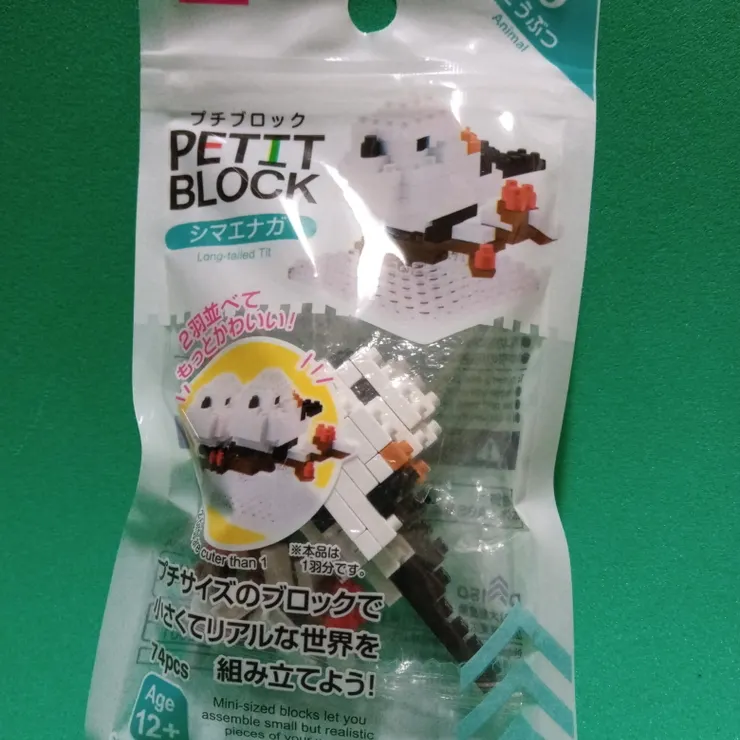 どうぶつ
Animal
プチブロック
PETIT
BLOCK
シマエナガ
Long-tailed Tit
2羽並べて
もっとかわいい!
cuter than 1
※本品は
1羽分です。
プチサイズのブロックで
小さくてリアルな世界を
組み立てよう!
74pcs
Age
12+
Mini-sized blocks let you
assemble small but realistic
pieces of your